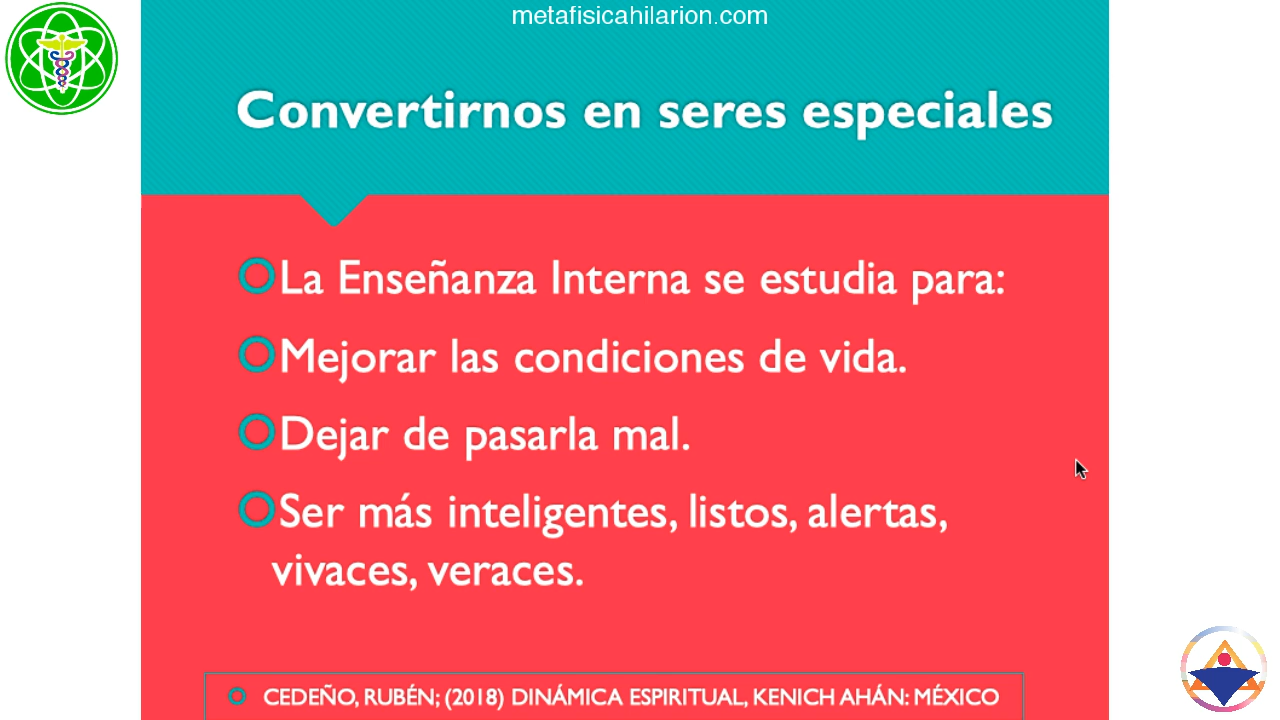 metafisicahilarion.com
Convertirnos en seres especiales
La Enseñanza Interna se estudia para:
Mejorar las condiciones de vida.
Dejar de pasarla mal.
Ser más inteligentes, listos, alertas,
vivaces, veraces.
CEDEÑO, RUBÉN; (2018) DINÁMICA ESPIRITUAL, KENICH AHÁN: MÉXICO